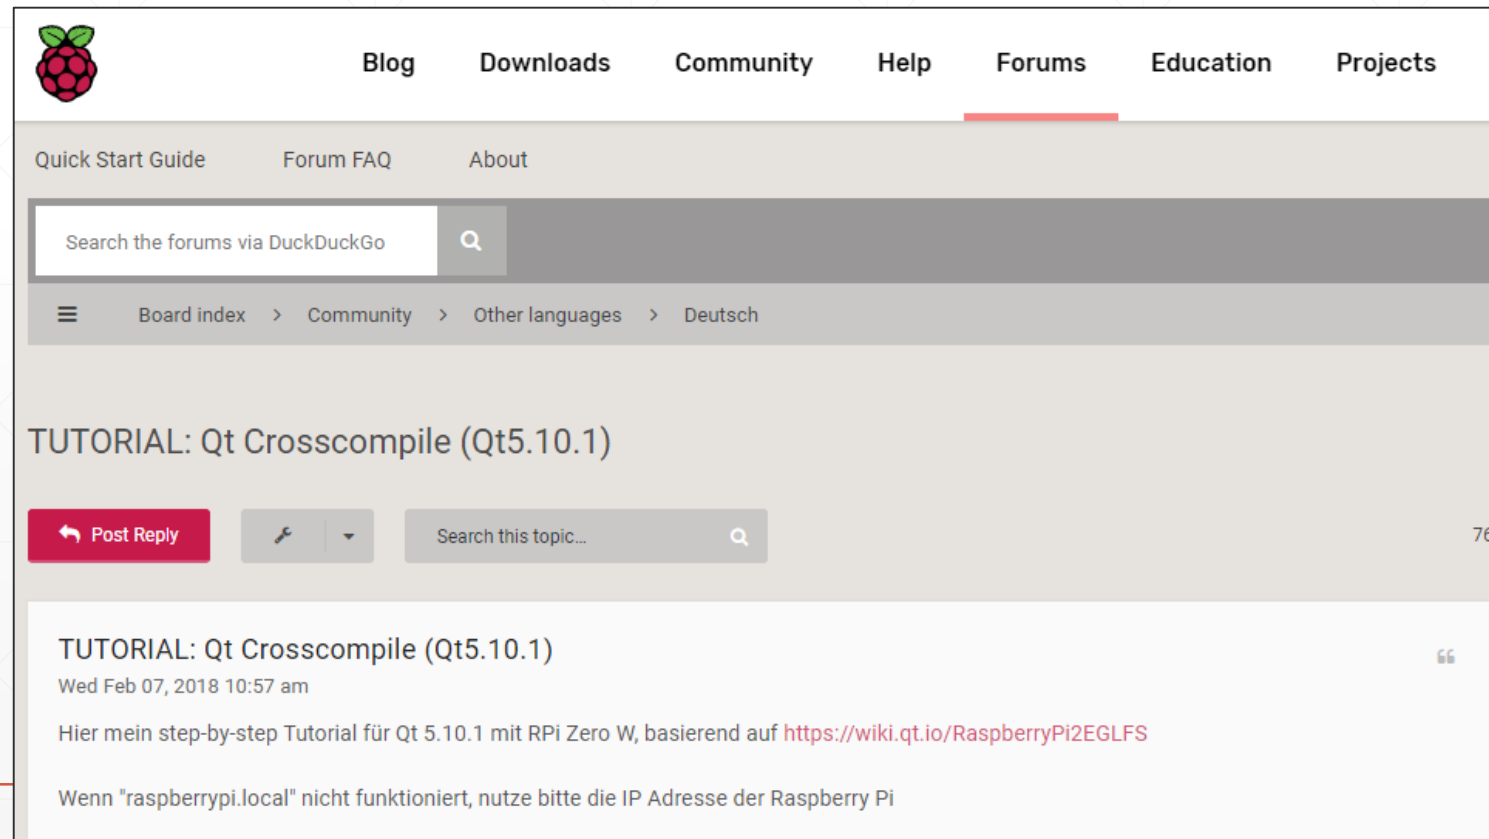 Blog Downloads Community Help Forums Education Projects
Quick Start Guide Forum FAQ About
Search the forums via DuckDuckGo
Board index > Community > Other languages > Deutsch
TUTORIAL: Qt Crosscompile (Qt5.10.1)
Post Reply Search this topic... 76
TUTORIAL: Qt Crosscompile (Qt5.10.1)
Wed Feb 07, 2018 10:57 am
Hier mein step-by-step Tutorial für Qt 5.10.1 mit RPi Zero W, basierend auf https://wiki.qt.io/RaspberryPi2EGLFS
Wenn "raspberrypi.local" nicht funktioniert, nutze bitte die IP Adresse der Raspberry Pi